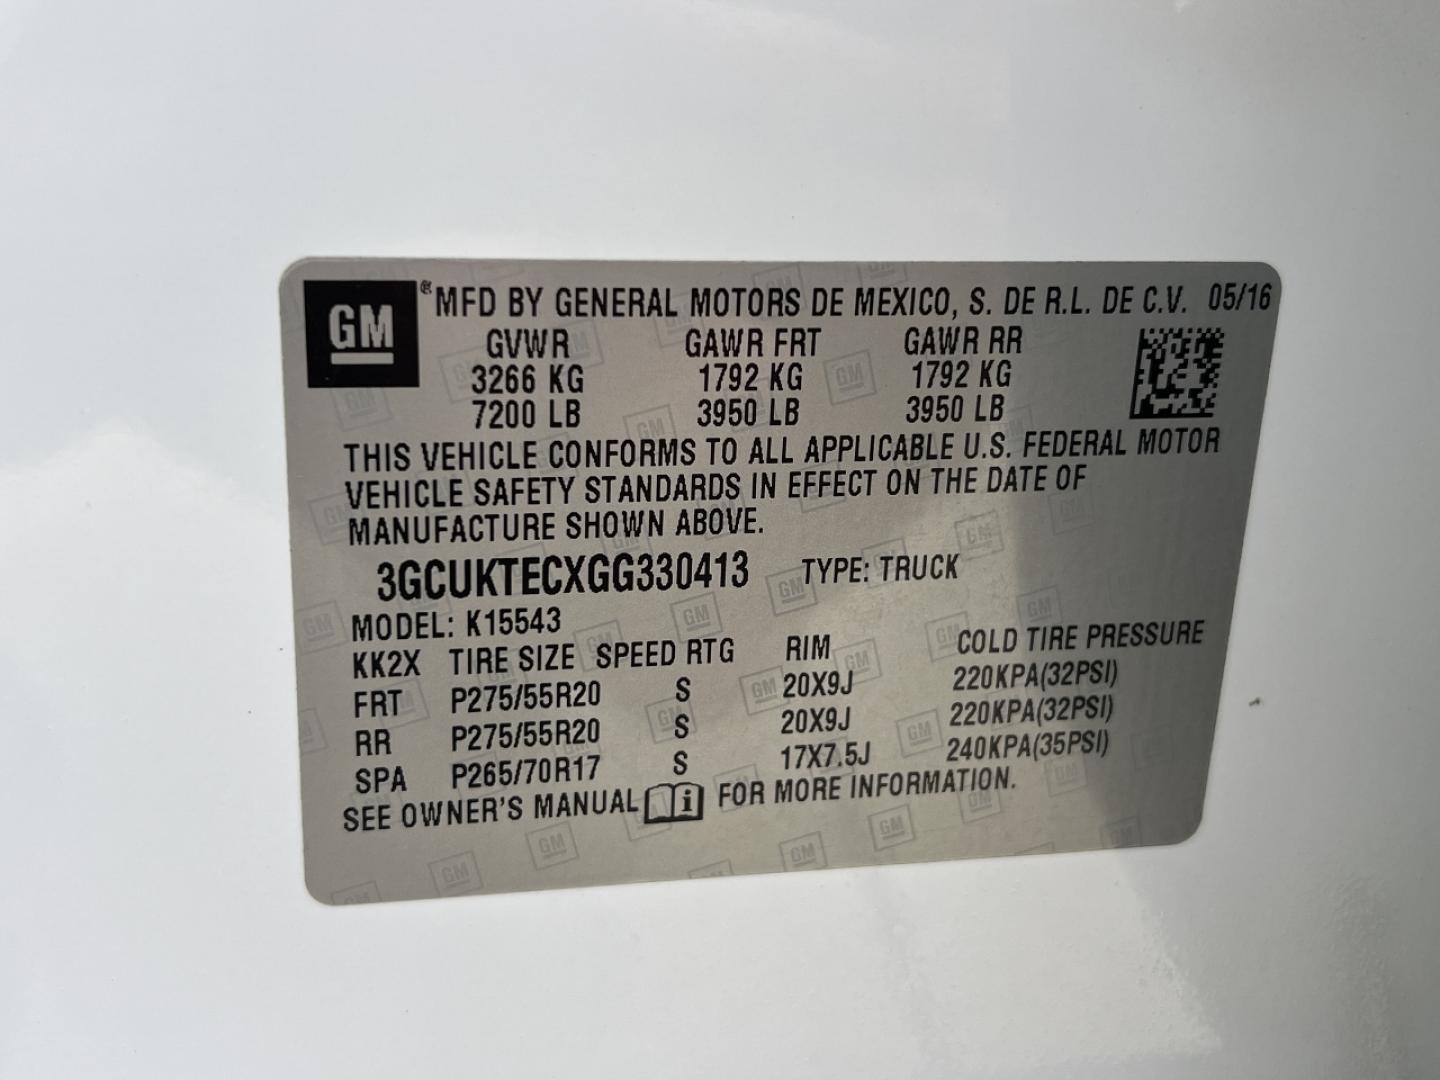 GM ® MFD BY GENERAL MOTORS DE MEXICO, S. DE R.L. DE C.V. 05/16
GVWR GAWR FRT GAWR RR
3266 KG 1792 KG 1792 KG
7200 LB 3950 LB 3950 LB
THIS VEHICLE CONFORMS TO ALL APPLICABLE U.S. FEDERAL MOTOR
VEHICLE SAFETY STANDARDS IN EFFECT ON THE DATE OF
MANUFACTURE SHOWN ABOVE.
3GCUKTECXGG330413 TYPE: TRUCK
MODEL: K15543
KK2X TIRE SIZE SPEED RTG RIM COLD TIRE PRESSURE
FRT P275/55R20 S 20X9J 220KPA(32PSI)
RR P275/55R20 S 20X9J 220KPA(32PSI)
SPA P265/70R17 S 17X7.5J 240KPA(35PSI)
SEE OWNER'S MANUAL i FOR MORE INFORMATION.